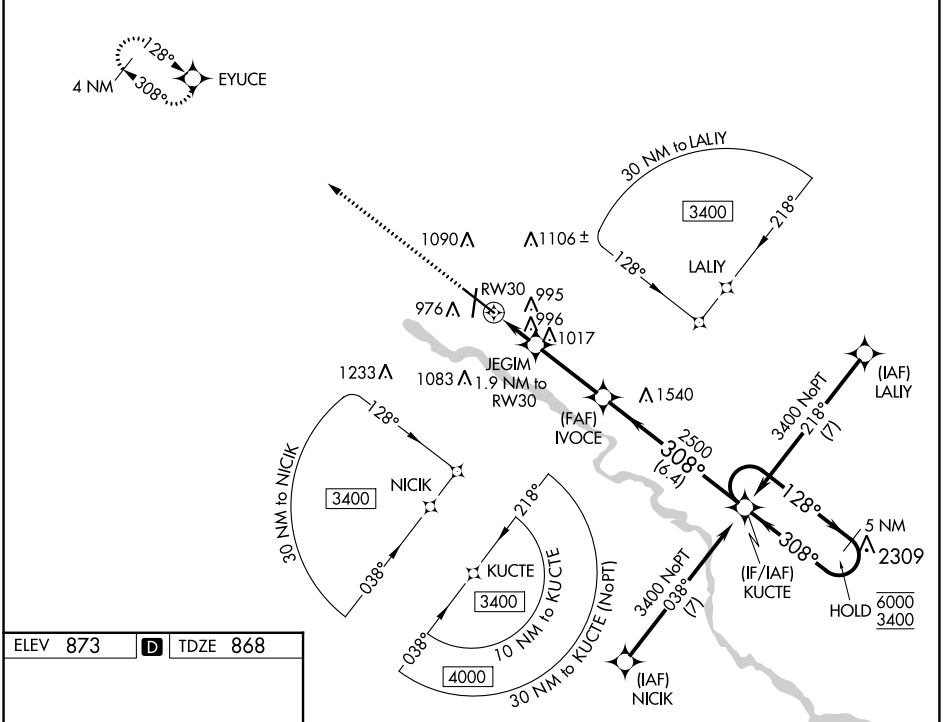 128°
4 NM
308°
EYUCE
30 NM to LALIY
3400
218°
128°
LALIY
1090
1106 ±
RW30
995
976
996
1017
JEGIM
1.9 NM to
RW30
1233
1083
(FAF)
IVOCE
1540
(IAF)
LALIY
3400 NoPT
218°
(7)
2500
308°
(6.4)
128°
308°
5 NM
2309
(IF/IAF)
KUCTE
HOLD
6000
3400
30 NM to NICIK
128°
3400
NICIK
038°
218°
KUCTE
3400
10 NM to KUCTE
038°
4000
30 NM to KUCTE (NoPT)
3400 NoPT
038°
(7)
(IAF)
NICIK
ELEV 873 D TDZE 868